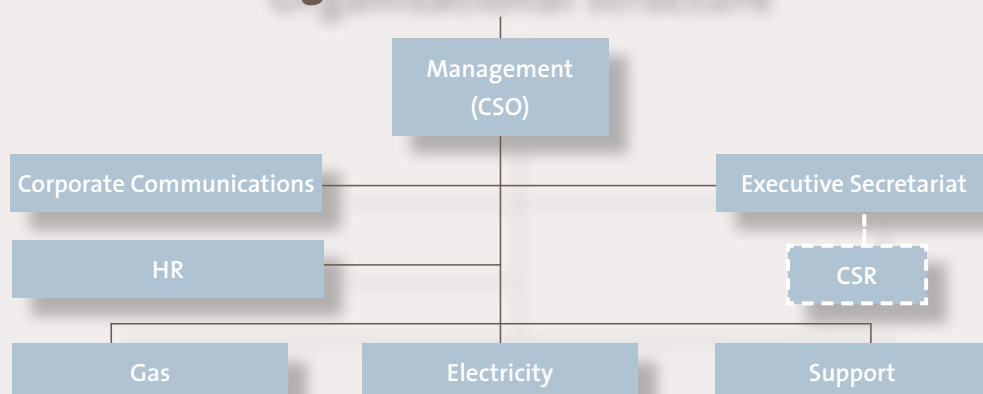 Management
(CSO)
Corporate Communications
Executive Secretariat
HR
CSR
Gas
Electricity
Support